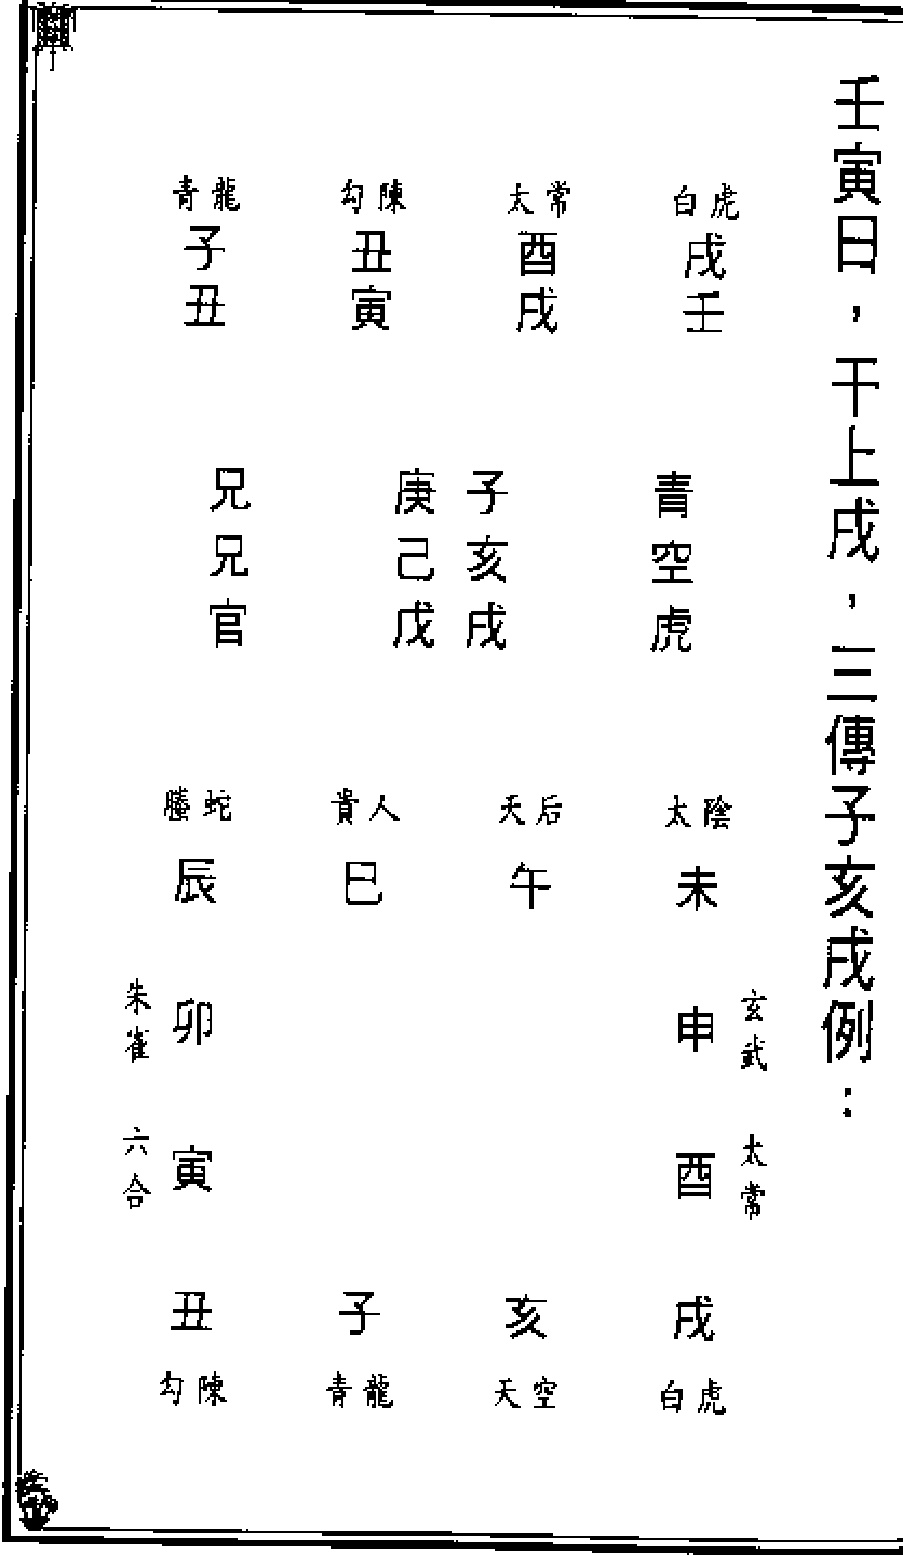 壬寅日，干上戌，三傳子亥戌例：
青龍 勾陳 太常 白虎
子 丑 酉 戌
丑 寅 戌 壬
兄 庚子 青
兄 己亥 空
官 戊戌 虎
螣蛇 貴人 天后 太陰
辰 巳 午 未
朱雀 卯 申 玄武
六合 寅 酉 太常
丑 子 亥 戌
勾陳 青龍 天空 白虎